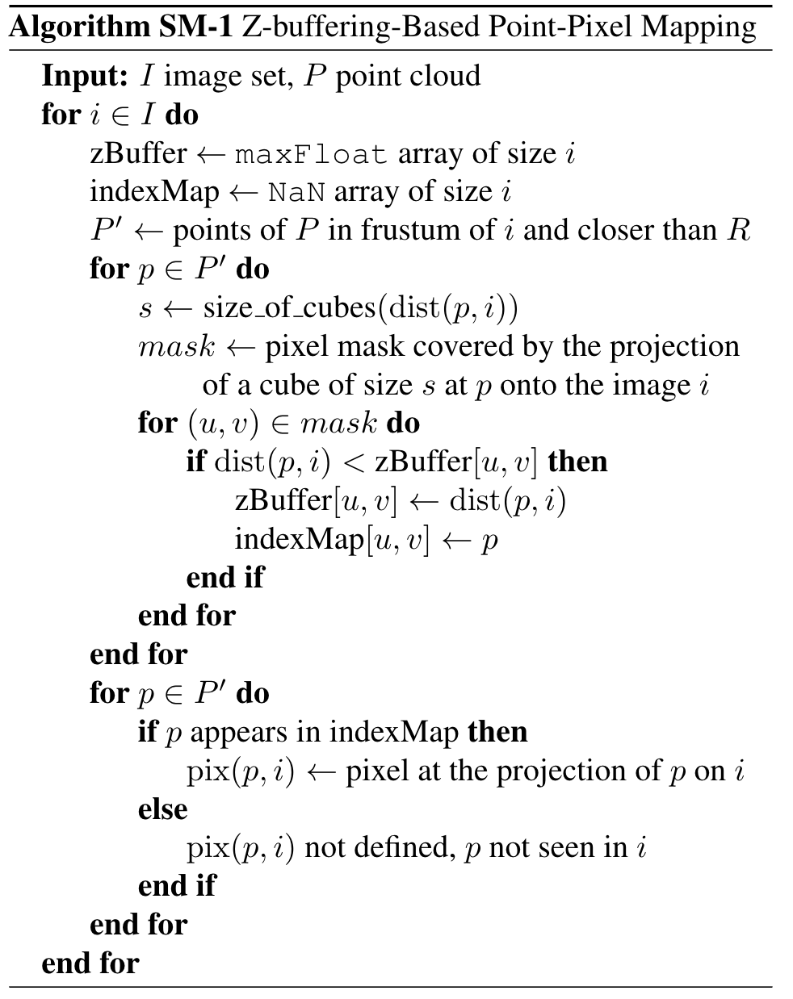 Algorithm SM-1 Z-buffering-Based Point-Pixel Mapping
Input: I image set, P point cloud
for i ∈ I do
zBuffer ← maxFloat array of size i
indexMap ← NaN array of size i
P′ ← points of P in frustum of i and closer than R
for p ∈ P′ do
s ← size_of_cubes(dist(p, i))
mask ← pixel mask covered by the projection
of a cube of size s at p onto the image i
for (u, v) ∈ mask do
if dist(p, i) < zBuffer[u, v] then
zBuffer[u, v] ← dist(p, i)
indexMap[u, v] ← p
end if
end for
end for
for p ∈ P′ do
if p appears in indexMap then
pix(p, i) ← pixel at the projection of p on i
else
pix(p, i) not defined, p not seen in i
end if
end for
end for